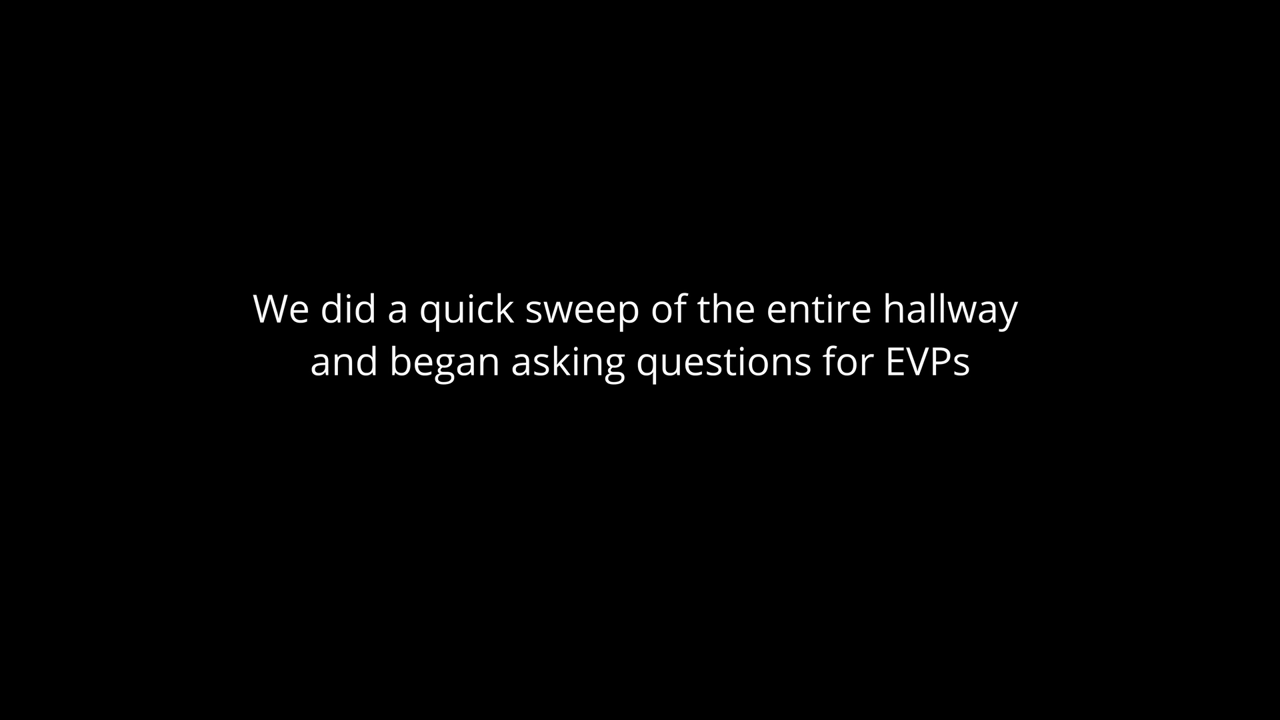 We did a quick sweep of the entire hallway
and began asking questions for EVPs